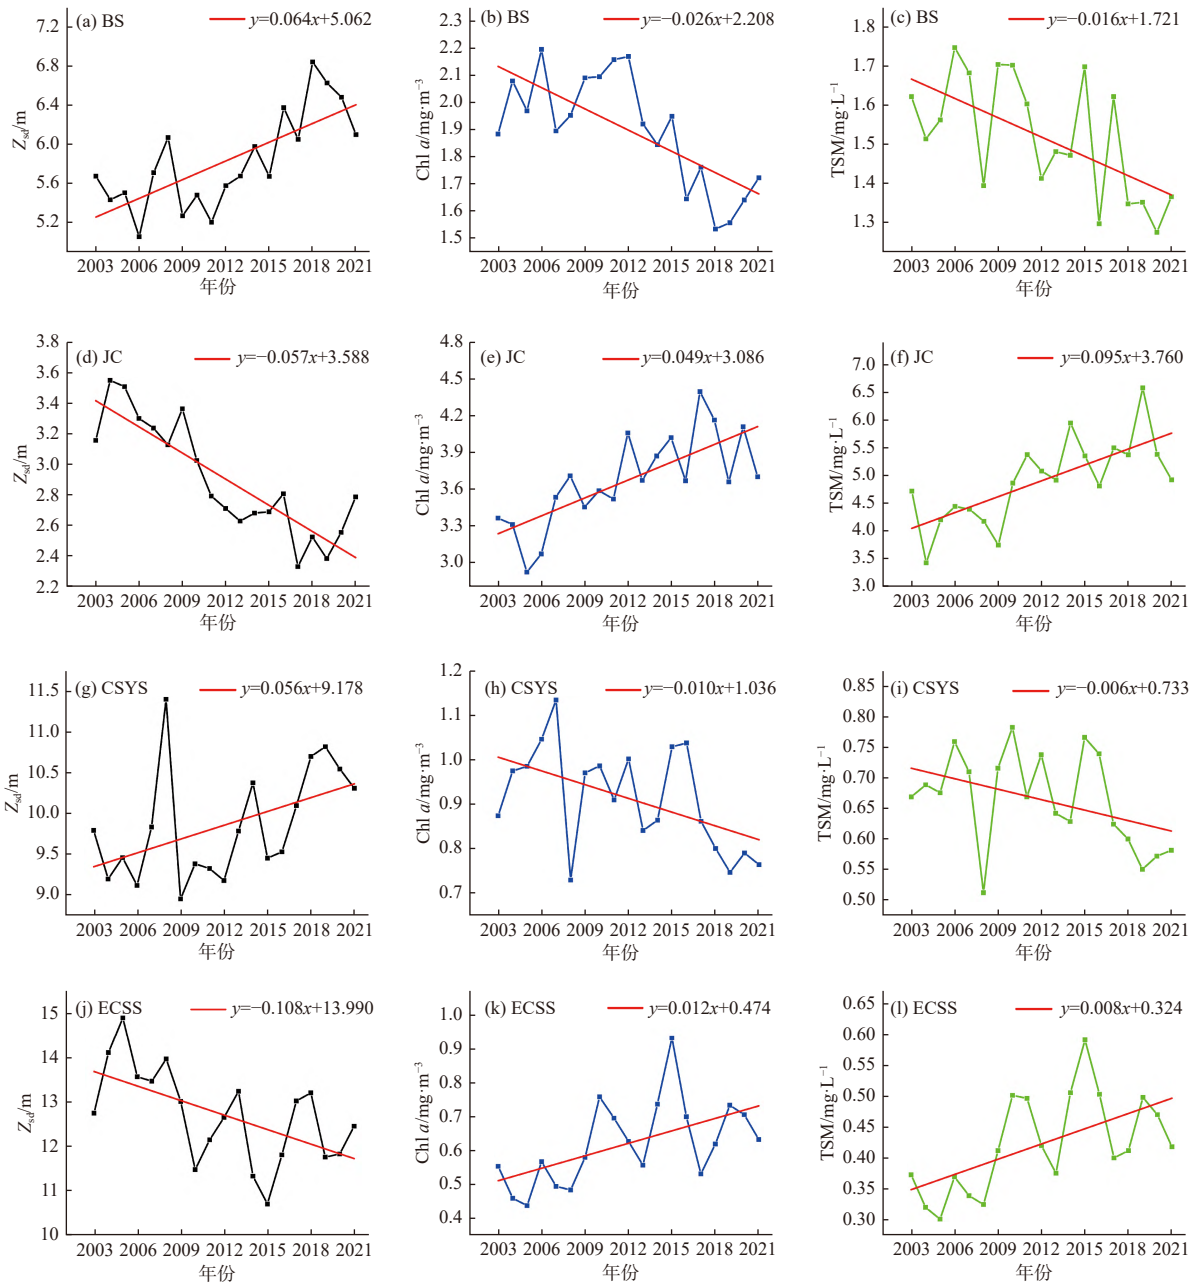 (a) BS
y=0.064x+5.062
7.2
6.8
6.4
6.0
5.6
5.2
Zsd/m
2003 2006 2009 2012 2015 2018 2021
年份
(b) BS
y=−0.026x+2.208
2.3
2.2
2.1
2.0
1.9
1.8
1.7
1.6
1.5
Chl a/mg·m⁻³
2003 2006 2009 2012 2015 2018 2021
年份
(c) BS
y=−0.016x+1.721
1.8
1.7
1.6
1.5
1.4
1.3
TSM/mg·L⁻¹
2003 2006 2009 2012 2015 2018 2021
年份
(d) JC
y=−0.057x+3.588
3.8
3.6
3.4
3.2
3.0
2.8
2.6
2.4
2.2
Zsd/m
2003 2006 2009 2012 2015 2018 2021
年份
(e) JC
y=0.049x+3.086
4.8
4.5
4.2
3.9
3.6
3.3
3.0
Chl a/mg·m⁻³
2003 2006 2009 2012 2015 2018 2021
年份
(f) JC
y=0.095x+3.760
7.0
6.5
6.0
5.5
5.0
4.5
4.0
3.5
3.0
TSM/mg·L⁻¹
2003 2006 2009 2012 2015 2018 2021
年份
(g) CSYS
y=0.056x+9.178
11.5
11.0
10.5
10.0
9.5
9.0
Zsd/m
2003 2006 2009 2012 2015 2018 2021
年份
(h) CSYS
y=−0.010x+1.036
1.2
1.1
1.0
0.9
0.8
0.7
Chl a/mg·m⁻³
2003 2006 2009 2012 2015 2018 2021
年份
(i) CSYS
y=−0.006x+0.733
0.85
0.80
0.75
0.70
0.65
0.60
0.55
0.50
TSM/mg·L⁻¹
2003 2006 2009 2012 2015 2018 2021
年份
(j) ECSS
y=−0.108x+13.990
15
14
13
12
11
10
Zsd/m
2003 2006 2009 2012 2015 2018 2021
年份
(k) ECSS
y=0.012x+0.474
1.0
0.9
0.8
0.7
0.6
0.5
0.4
Chl a/mg·m⁻³
2003 2006 2009 2012 2015 2018 2021
年份
(l) ECSS
y=0.008x+0.324
0.65
0.60
0.55
0.50
0.45
0.40
0.35
0.30
TSM/mg·L⁻¹
2003 2006 2009 2012 2015 2018 2021
年份